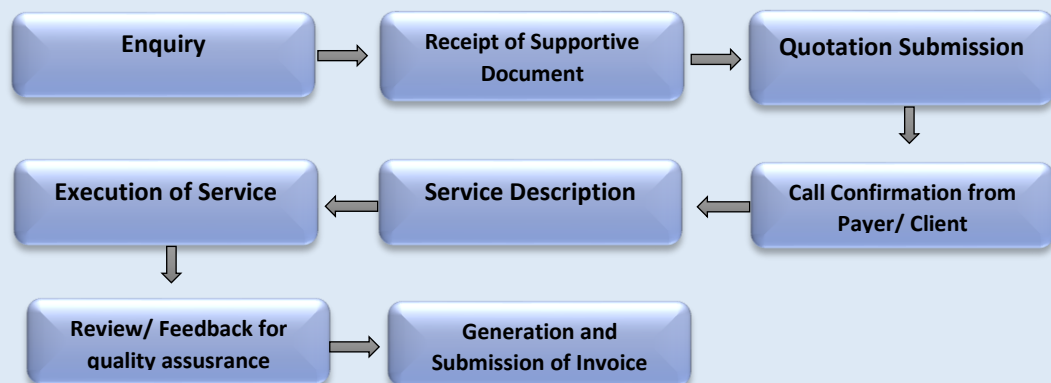 Enquiry
Receipt of Supportive
Document
Quotation Submission
Call Confirmation from
Payer/ Client
Service Description
Execution of Service
Review/ Feedback for
quality assusrance
Generation and
Submission of Invoice